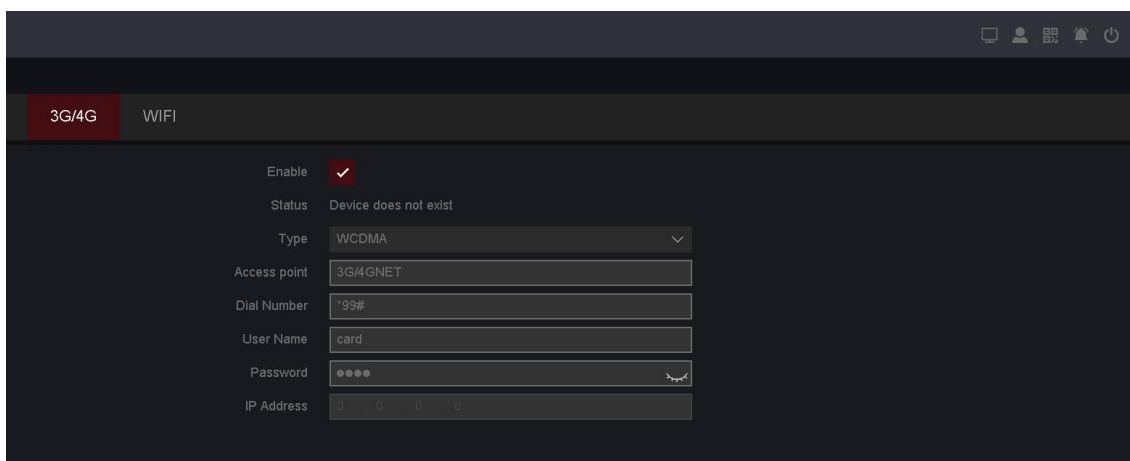 3G/4G WIFI
Enable
Status Device does not exist
Type WCDMA
Access point 3G/4GNET
Dial Number *99#
User Name card
Password ●●●●
IP Address 0 . 0 . 0 . 0